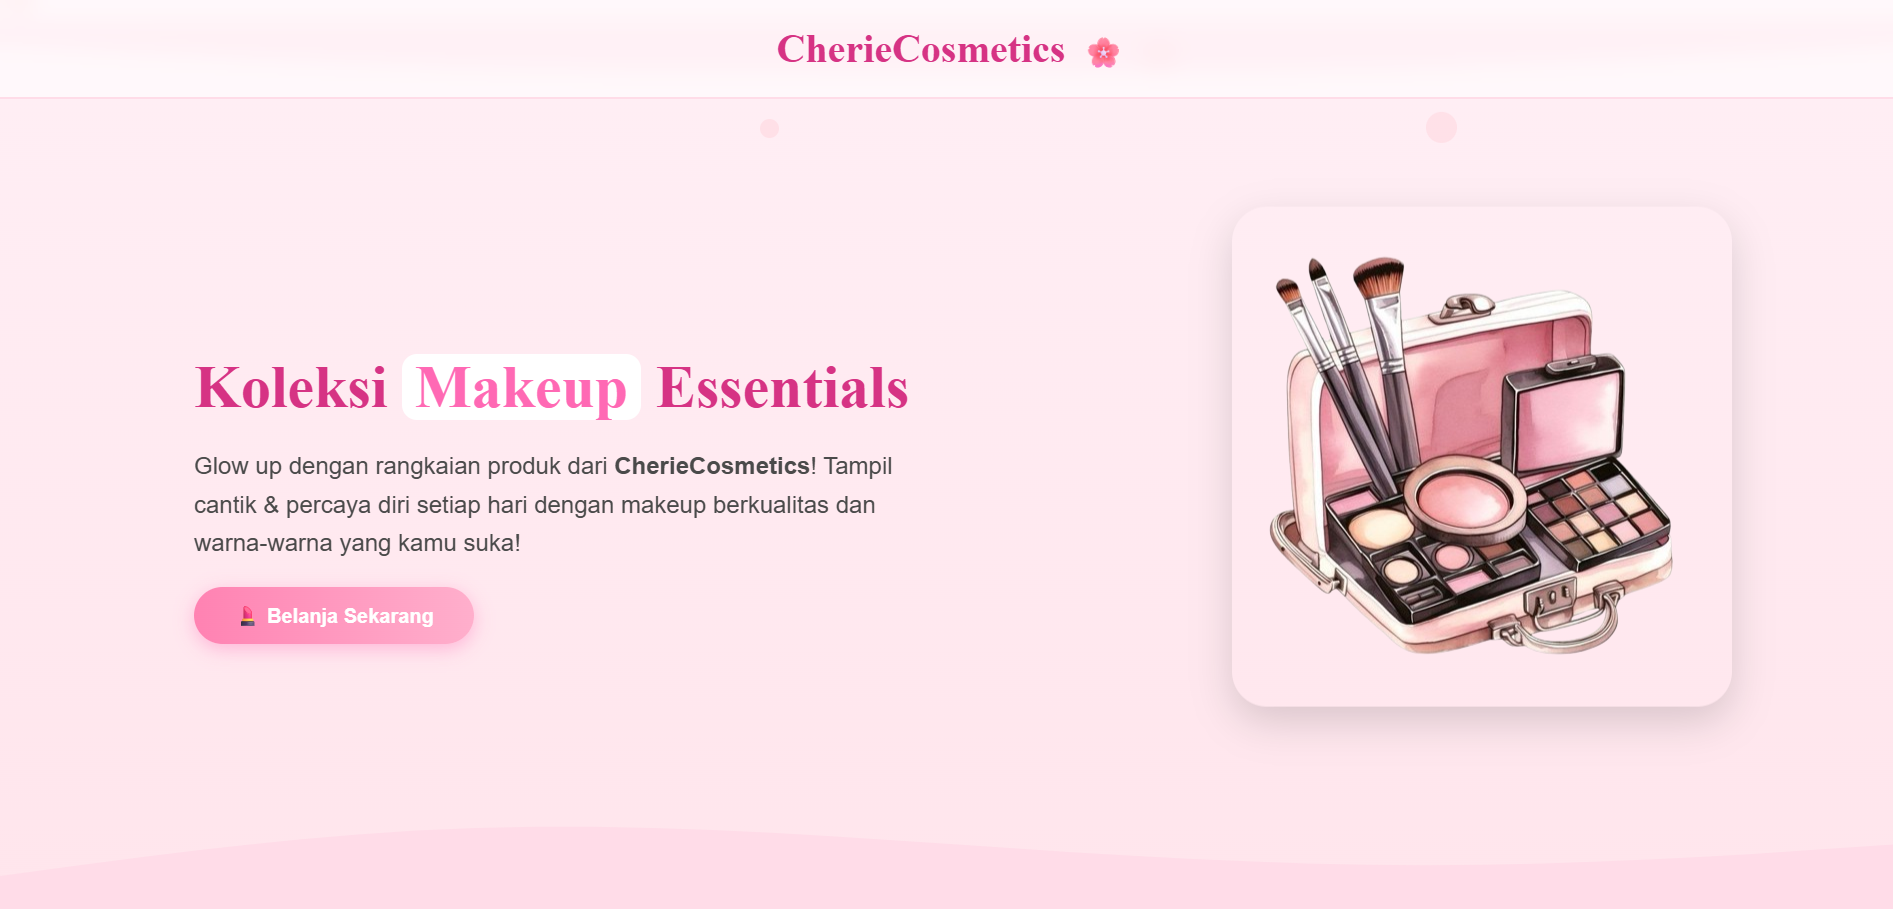 CherieCosmetics 🌸
Koleksi Makeup Essentials
Glow up dengan rangkaian produk dari CherieCosmetics! Tampil
cantik & percaya diri setiap hari dengan makeup berkualitas dan
warna-warna yang kamu suka!
💄 Belanja Sekarang